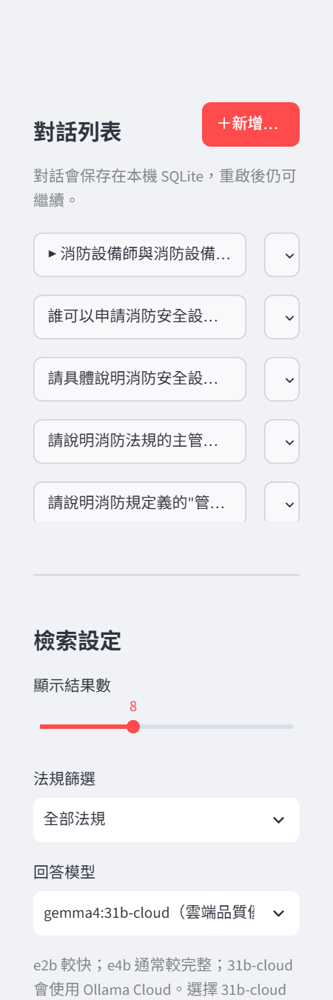 對話列表
＋新增...
對話會保存在本機 SQLite，重啟後仍可
繼續。
▸ 消防設備師與消防設備...
誰可以申請消防安全設...
請具體說明消防安全設...
請說明消防法規的主管...
請說明消防規定義的"管...
檢索設定
顯示結果數
8
法規篩選
全部法規
回答模型
gemma4:31b-cloud（雲端品質
e2b 較快；e4b 通常較完整；31b-cloud
會使用 Ollama Cloud。選擇 31b-cloud